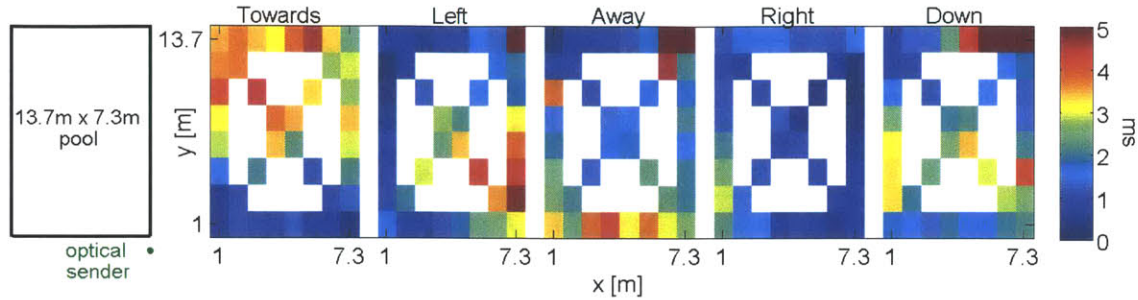 Towards Left Away Right Down
13.7m x 7.3m
pool
optical
sender
y [m]
13.7
1
1 7.3 1 7.3 1 7.3 1 7.3 1 7.3
x [m]
5
4
3
2
1
0
ms